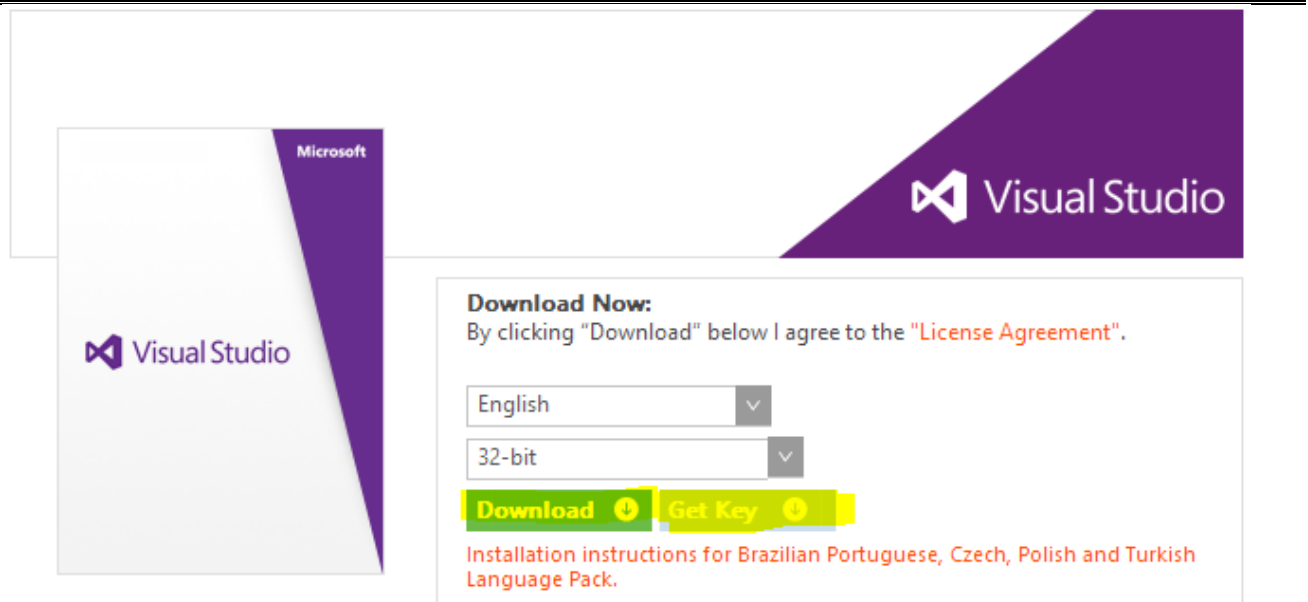 Microsoft
Visual Studio
Visual Studio
Download Now:
By clicking “Download” below I agree to the "License Agreement".
English
32-bit
Download Get Key
Installation instructions for Brazilian Portuguese, Czech, Polish and Turkish
Language Pack.